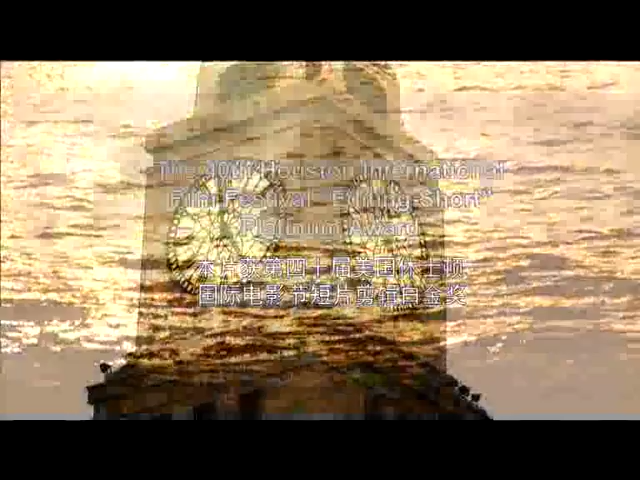 The 40th Houston International
Film Festival "Editing-Short"
Platinum Award
本片获第四十届美国休士顿
国际电影节短片剪辑白金奖